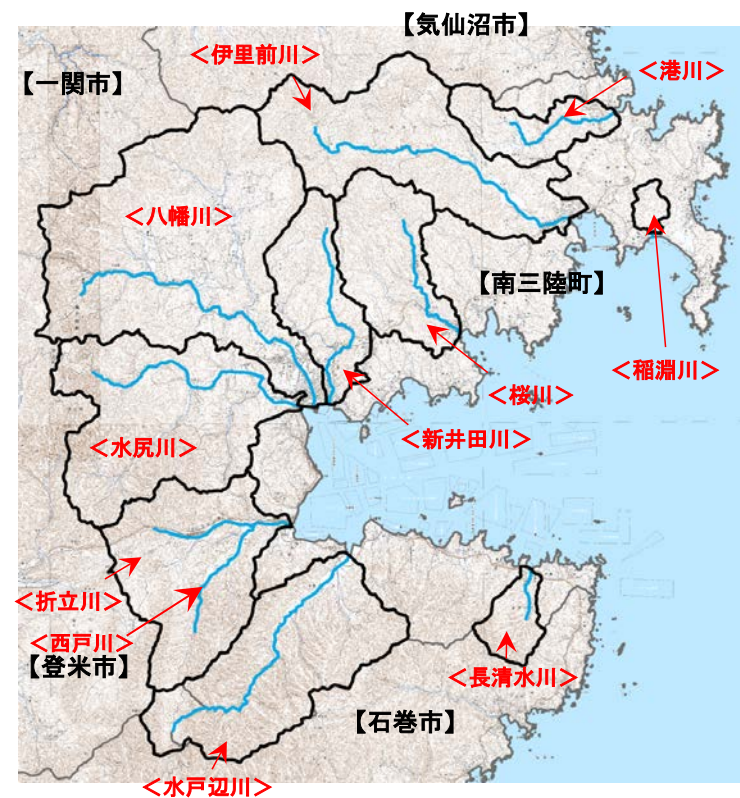 【気仙沼市】
＜伊里前川＞
＜港川＞
【一関市】
＜八幡川＞
【南三陸町】
＜稲淵川＞
＜桜川＞
＜新井田川＞
＜水尻川＞
＜折立川＞
＜西戸川＞
【登米市】
＜長清水川＞
【石巻市】
＜水戸辺川＞